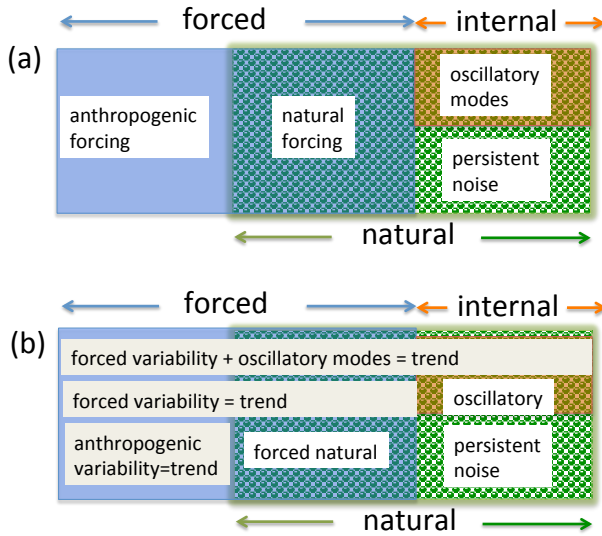 forced internal
(a)
anthropogenic
forcing
natural
forcing
oscillatory
modes
persistent
noise
natural
forced internal
(b)
forced variability + oscillatory modes = trend
forced variability = trend
oscillatory
anthropogenic
variability=trend
forced natural
persistent
noise
natural